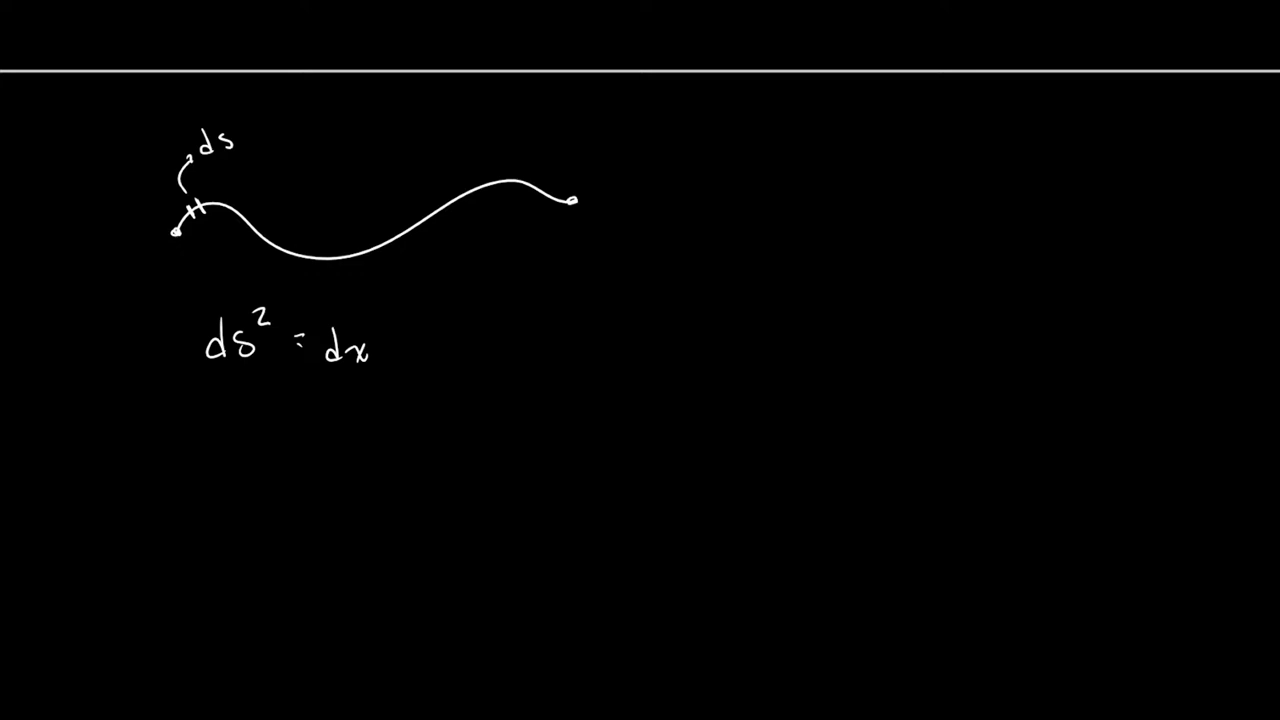 ds
ds² = dx